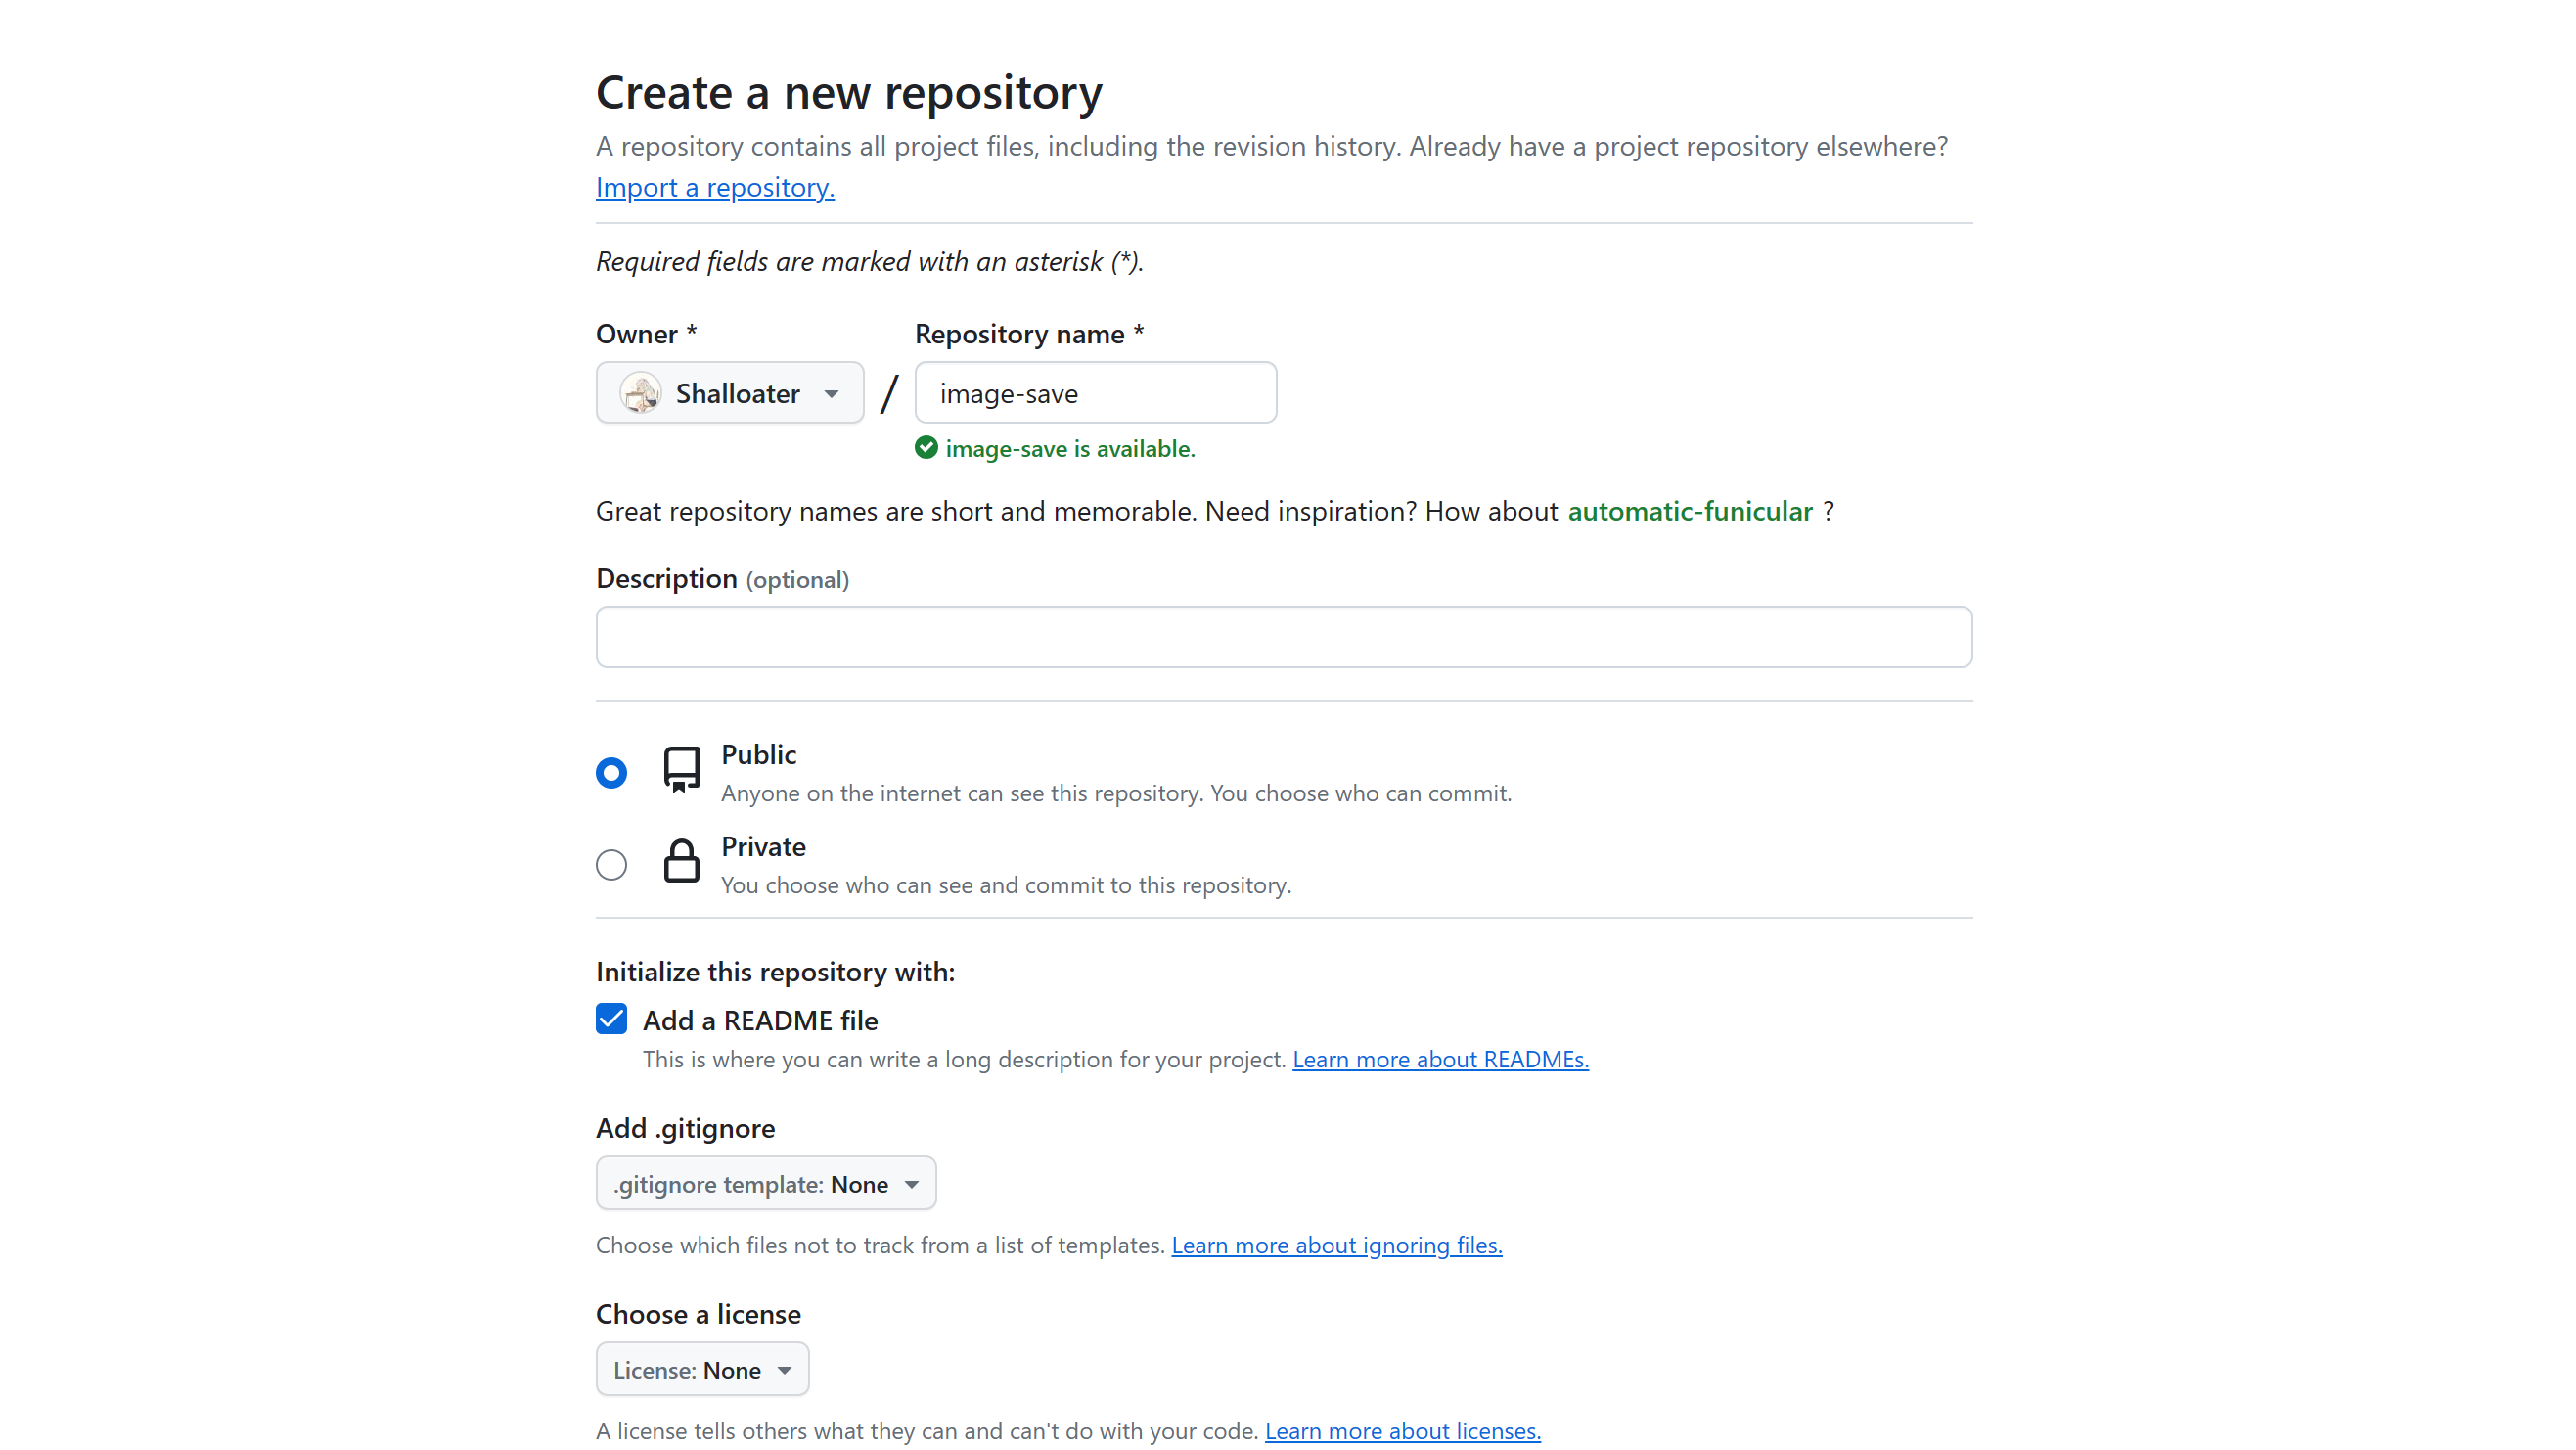 Create a new repository
A repository contains all project files, including the revision history. Already have a project repository elsewhere?
Import a repository.
Required fields are marked with an asterisk (*).
Owner * Repository name *
Shalloater / image-save
image-save is available.
Great repository names are short and memorable. Need inspiration? How about automatic-funicular ?
Description (optional)
Public
Anyone on the internet can see this repository. You choose who can commit.
Private
You choose who can see and commit to this repository.
Initialize this repository with:
Add a README file
This is where you can write a long description for your project. Learn more about READMEs.
Add .gitignore
.gitignore template: None
Choose which files not to track from a list of templates. Learn more about ignoring files.
Choose a license
License: None
A license tells others what they can and can't do with your code. Learn more about licenses.